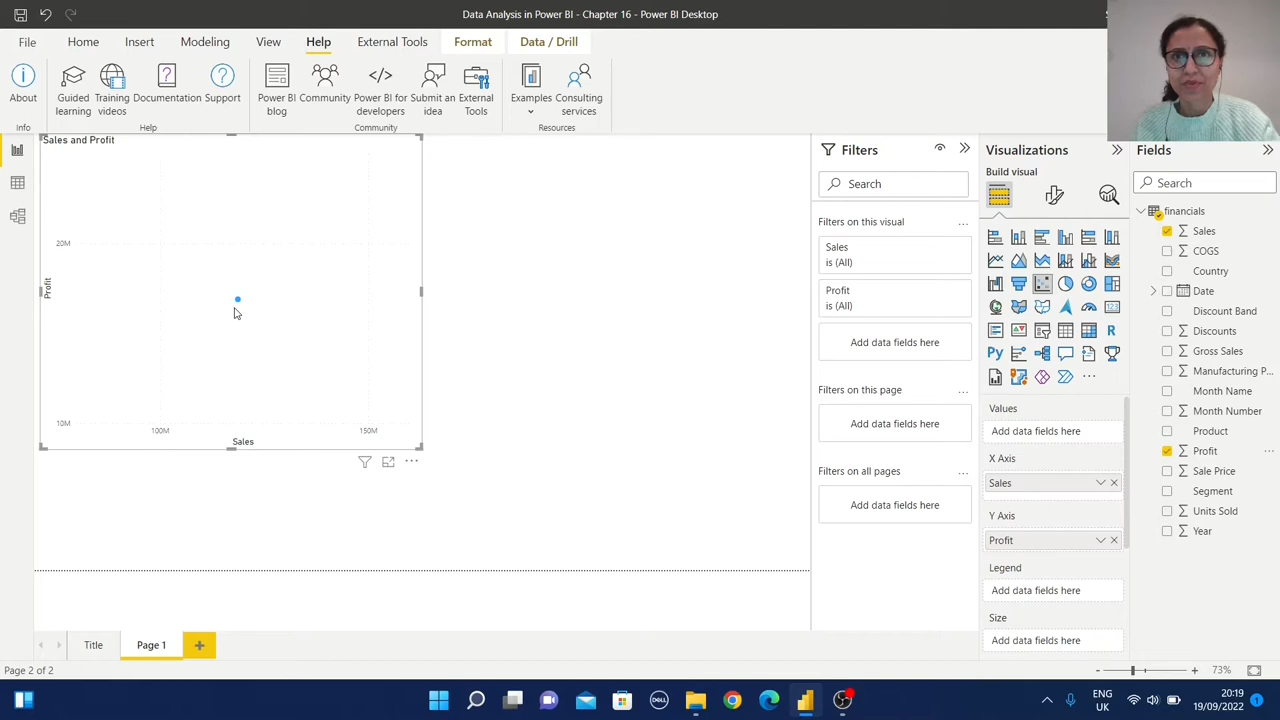 Data Analysis in Power BI - Chapter 16 - Power BI Desktop
File Home Insert Modeling View Help External Tools Format Data / Drill
About
Guided learning
Training videos
Documentation
Support
Power BI blog
Community
Power BI for developers
Submit an idea
External Tools
Examples
Consulting services
Info
Help
Community
Resources
Sales and Profit
20M
10M
Profit
100M
150M
Sales
Filters
Search
Filters on this visual
Sales
is (All)
Profit
is (All)
Add data fields here
Filters on this page
Add data fields here
Filters on all pages
Add data fields here
Visualizations
Build visual
123
R
Py
Values
Add data fields here
X Axis
Sales
Y Axis
Profit
Legend
Add data fields here
Size
Add data fields here
Fields
Search
financials
Sales
COGS
Country
Date
Discount Band
Discounts
Gross Sales
Manufacturing P...
Month Name
Month Number
Product
Profit
Sale Price
Segment
Units Sold
Year
Title
Page 1
Page 2 of 2
73%
DELL
ENG
UK
20:19
19/09/2022